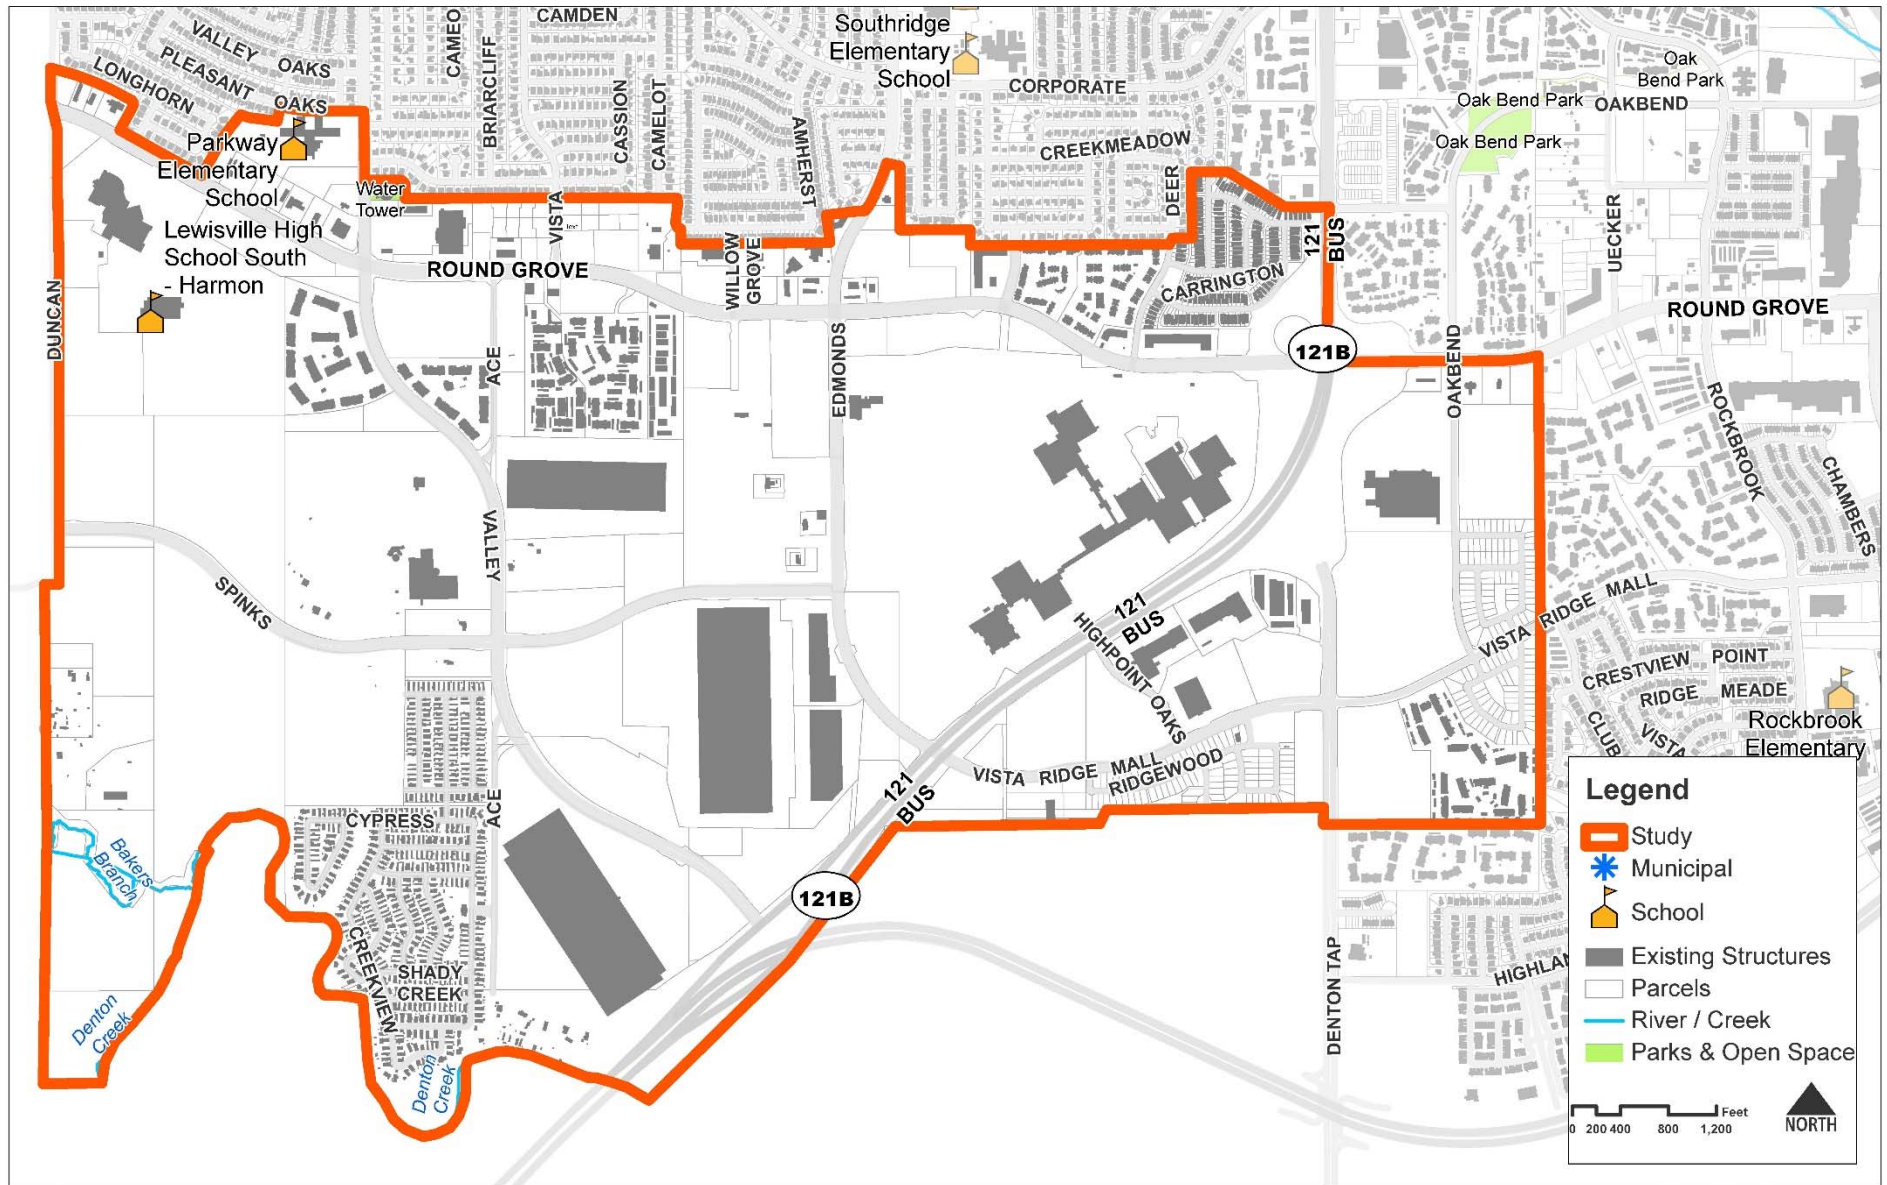 CAMDEN
VALLEY OAKS
CAMEO
BRIARCLIFF
PLEASANT OAKS
LONGHORN
Southridge
Elementary
School
CORPORATE
CASSION
CAMELOT
AMHERST
CREEKMEADOW
DEER
Oak
Bend Park
Oak Bend Park
OAKBEND
Oak Bend Park
Parkway
Elementary
School
Water
Tower
Lewisville High
School South
- Harmon
VISTA
Text
WILLOW
GROVE
121
BUS
UECKER
CARRINGTON
ROUND GROVE
ROUND GROVE
DUNCAN
ACE
EDMONDS
121B
OAKBEND
ROCKBROOK
CHAMBERS
VALLEY
SPINKS
121
BUS
HIGHPOINT OAKS
VISTA RIDGE MALL
CRESTVIEW POINT
RIDGE MEADE
CLUB
VISTA
Rockbrook
Elementary
VISTA RIDGE MALL
RIDGEWOOD
121
BUS
ACE
CYPRESS
Bakers
Branch
121B
CREEKVIEW
SHADY
CREEK
Denton
Creek
Denton
Creek
DENTON TAP
HIGHLAN
Legend
Study
Municipal
School
Existing Structures
Parcels
River / Creek
Parks & Open Space
Feet
0 200 400 800 1,200
NORTH